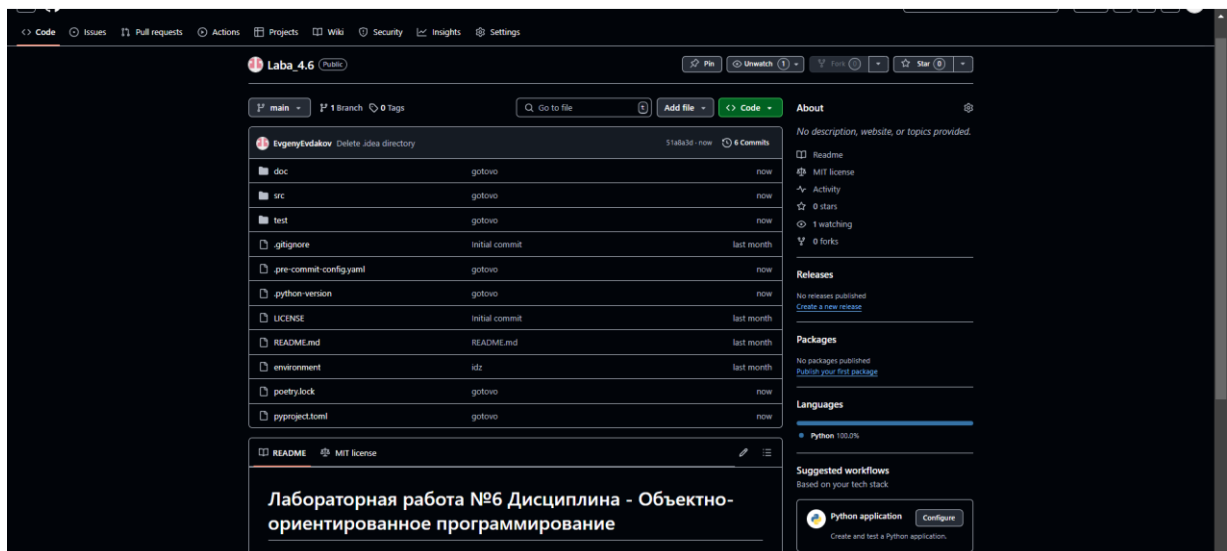 Code Issues Pull requests Actions Projects Wiki Security Insights Settings
Laba_4.6 Public Pin Unwatch 1 Fork 0 Star 0
main 1 Branch 0 Tags Go to file t Add file Code
EvgenyEvdakov Delete .idea directory 51a8a3d · now 6 Commits
doc gotovo now
src gotovo now
test gotovo now
.gitignore Initial commit last month
.pre-commit-config.yaml gotovo now
.python-version gotovo now
LICENSE Initial commit last month
README.md README.md last month
environment idz last month
poetry.lock gotovo now
pyproject.toml gotovo now
README MIT license
Лабораторная работа №6 Дисциплина - Объектно-
ориентированное программирование
About
No description, website, or topics provided.
Readme
MIT license
Activity
0 stars
1 watching
0 forks
Releases
No releases published
Create a new release
Packages
No packages published
Publish your first package
Languages
Python 100.0%
Suggested workflows
Based on your tech stack
Python application Configure
Create and test a Python application.